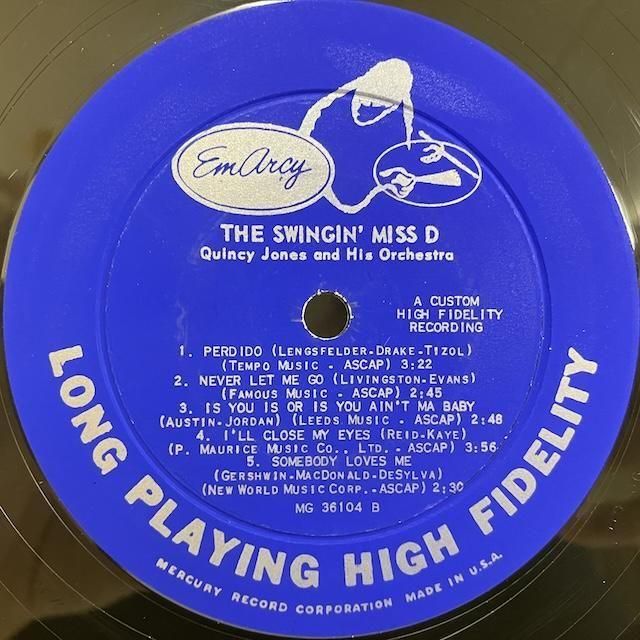 EmArcy
THE SWINGIN' MISS D
Quincy Jones and His Orchestra
A CUSTOM
HIGH FIDELITY
RECORDING
1. PERDIDO (LENGSFELDER-DRAKE-TIZOL)
(TEMPO MUSIC - ASCAP) 3:22
2. NEVER LET ME GO (LIVINGSTON-EVANS)
(FAMOUS MUSIC - ASCAP) 2:45
3. IS YOU IS OR IS YOU AIN'T MA BABY
(AUSTIN-JORDAN) (LEEDS MUSIC - ASCAP) 2:48
4. I'LL CLOSE MY EYES (REID-KAYE)
(P. MAURICE MUSIC CO., LTD. - ASCAP) 3:56
5. SOMEBODY LOVES ME
(GERSHWIN-MACDONALD-DESYLVA)
(NEW WORLD MUSIC CORP. - ASCAP) 2:30
MG 36104 B
LONG PLAYING HIGH FIDELITY
MERCURY RECORD CORPORATION MADE IN U.S.A.